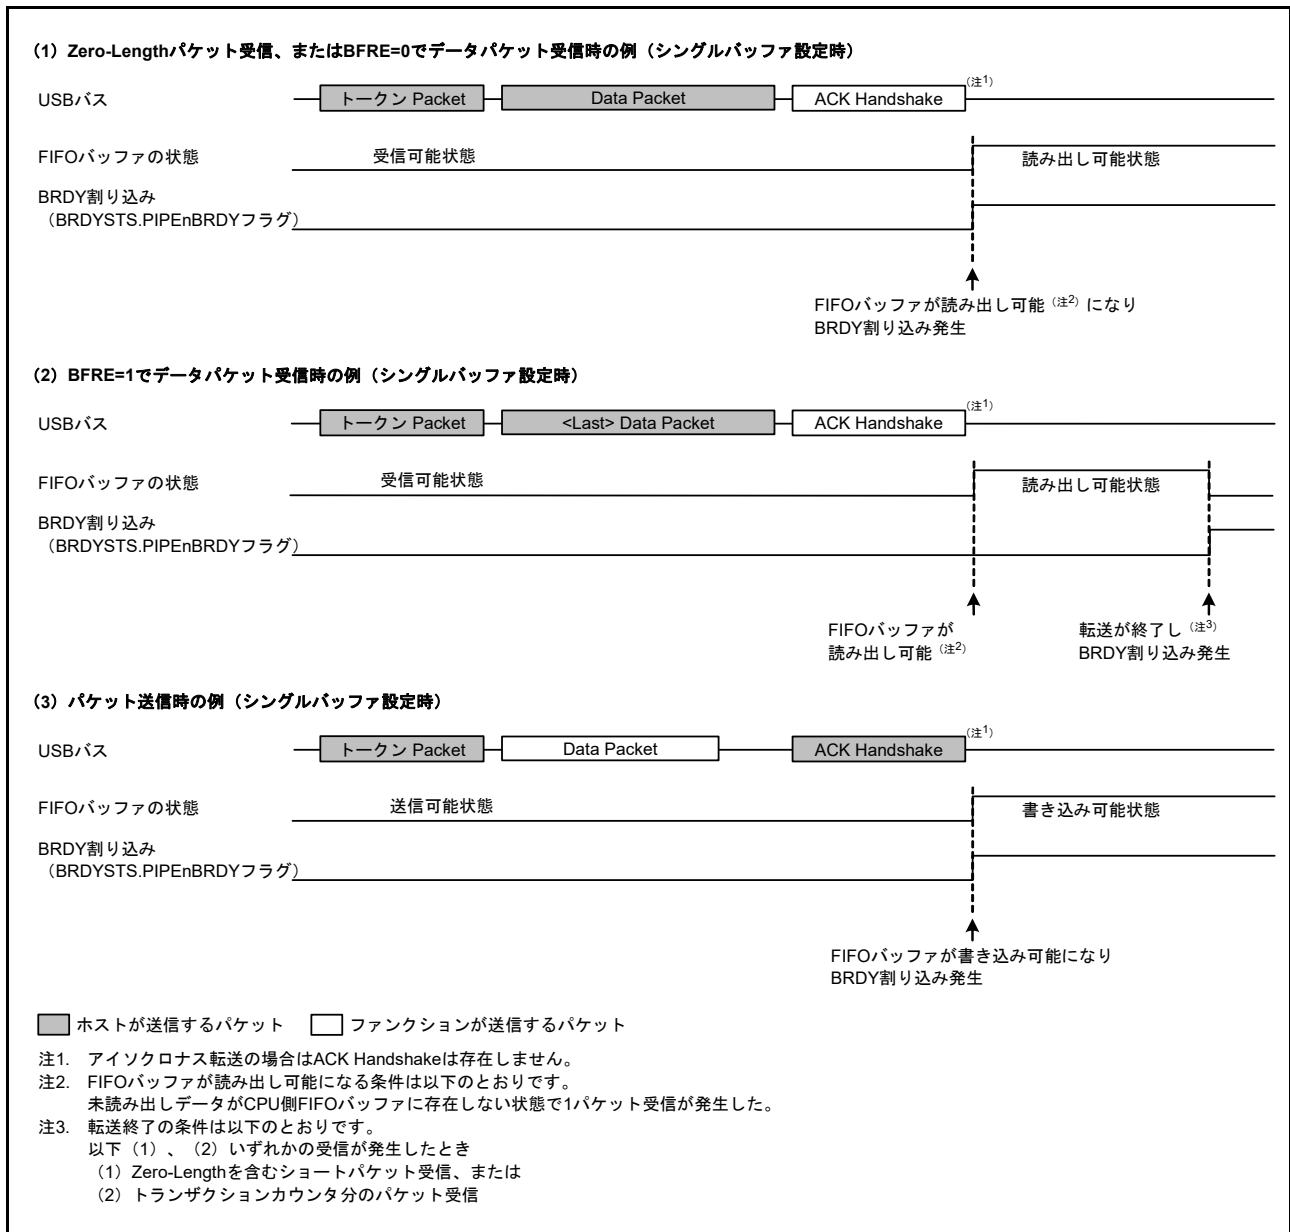 （1）Zero-Lengthパケット受信、またはBFRE=0でデータパケット受信時の例（シングルバッファ設定時）
USBバス
トークン Packet
Data Packet
ACK Handshake
（注1）
FIFOバッファの状態
受信可能状態
読み出し可能状態
BRDY割り込み
（BRDYSTS.PIPEnBRDYフラグ）
FIFOバッファが読み出し可能（注2）になり
BRDY割り込み発生
（2）BFRE=1でデータパケット受信時の例（シングルバッファ設定時）
USBバス
トークン Packet
<Last> Data Packet
ACK Handshake
（注1）
FIFOバッファの状態
受信可能状態
読み出し可能状態
BRDY割り込み
（BRDYSTS.PIPEnBRDYフラグ）
FIFOバッファが
読み出し可能（注2）
転送が終了し（注3）
BRDY割り込み発生
（3）パケット送信時の例（シングルバッファ設定時）
USBバス
トークン Packet
Data Packet
ACK Handshake
（注1）
FIFOバッファの状態
送信可能状態
書き込み可能状態
BRDY割り込み
（BRDYSTS.PIPEnBRDYフラグ）
FIFOバッファが書き込み可能になり
BRDY割り込み発生
ホストが送信するパケット
ファンクションが送信するパケット
注1. アイソクロナス転送の場合はACK Handshakeは存在しません。
注2. FIFOバッファが読み出し可能になる条件は以下のとおりです。
未読み出しデータがCPU側FIFOバッファに存在しない状態で1パケット受信が発生した。
注3. 転送終了の条件は以下のとおりです。
以下（1）、（2）いずれかの受信が発生したとき
（1）Zero-Lengthを含むショートパケット受信、または
（2）トランザクションカウンタ分のパケット受信